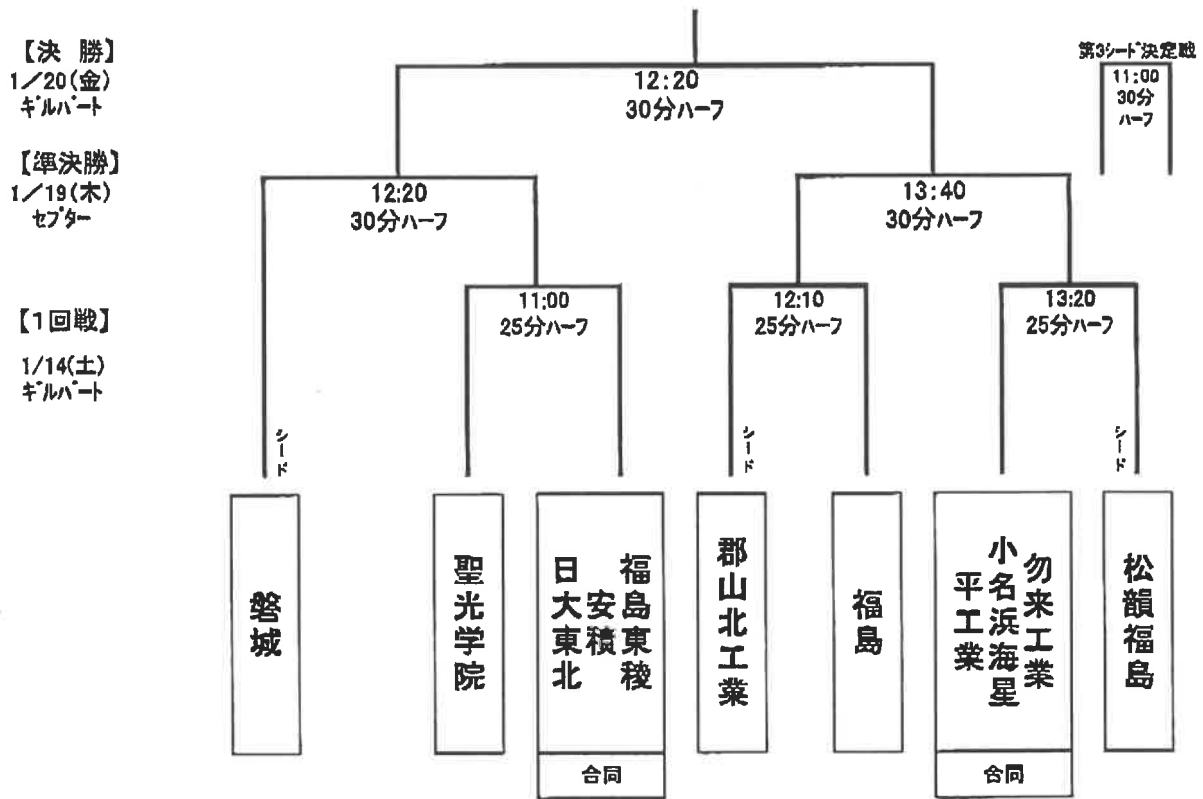 【決 勝】
1／20(金)
ギルバート
12:20
30分ハーフ
第3シード決定戦
11:00
30分
ハーフ
【準決勝】
1／19(木)
セプター
12:20
30分ハーフ
13:40
30分ハーフ
【1回戦】
1/14(土)
ギルバート
11:00
25分ハーフ
12:10
25分ハーフ
13:20
25分ハーフ
シード
シード
シード
磐城
聖光学院
福島東稜
安積
日大東北
合同
郡山北工業
福島
勿来工業
小名浜海星
平工業
合同
松韻福島